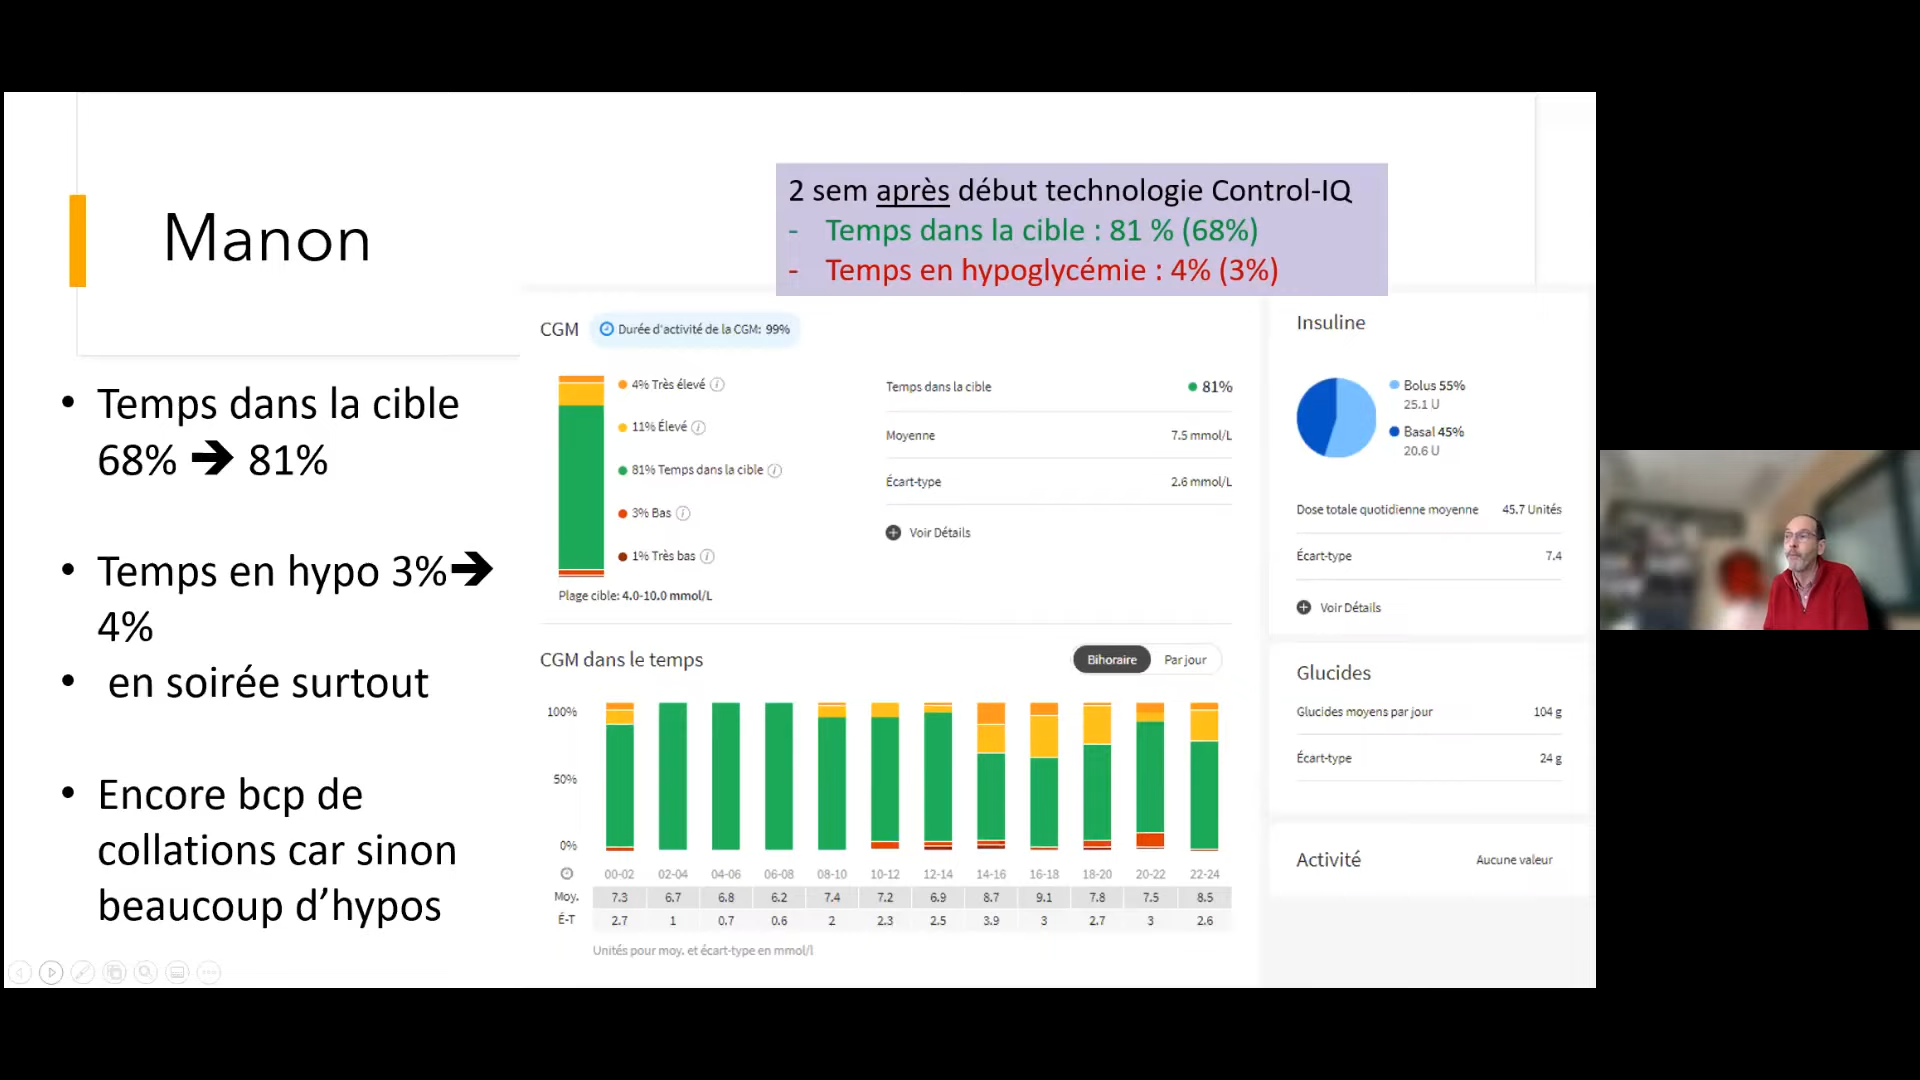 Manon
2 sem après début technologie Control-IQ
- Temps dans la cible : 81 % (68%)
- Temps en hypoglycémie : 4% (3%)
• Temps dans la cible
68% ➔ 81%
• Temps en hypo 3%➔
4%
• en soirée surtout
• Encore bcp de
collations car sinon
beaucoup d’hypos
CGM
Durée d'activité de la CGM: 99%
4% Très élevé
11% Élevé
81% Temps dans la cible
3% Bas
1% Très bas
Plage cible: 4.0-10.0 mmol/L
Temps dans la cible 81%
Moyenne 7.5 mmol/L
Écart-type 2.6 mmol/L
Voir Détails
CGM dans le temps
Bihoraire Par jour
100%
50%
0%
00-02 02-04 04-06 06-08 08-10 10-12 12-14 14-16 16-18 18-20 20-22 22-24
Moy. 7.3 6.7 6.8 6.2 7.4 7.2 6.9 8.7 9.1 7.8 7.5 8.5
É-T 2.7 1 0.7 0.6 2 2.3 2.5 3.9 3 2.7 3 2.6
Unités pour moy. et écart-type en mmol/l
Insuline
Bolus 55%
25.1 U
Basal 45%
20.6 U
Dose totale quotidienne moyenne 45.7 Unités
Écart-type 7.4
Voir Détails
Glucides
Glucides moyens par jour 104 g
Écart-type 24 g
Activité Aucune valeur